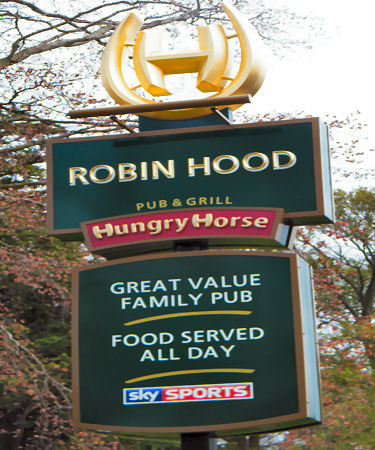 ROBIN HOOD
PUB & GRILL
Hungry Horse
GREAT VALUE
FAMILY PUB
FOOD SERVED
ALL DAY
sky SPORTS